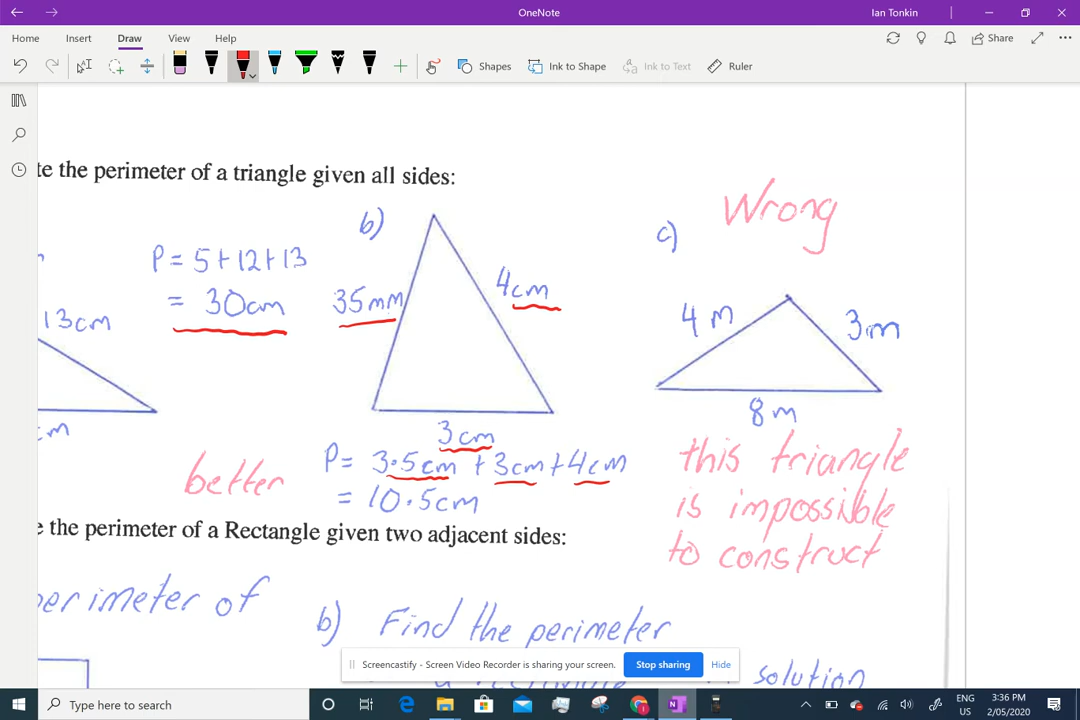 OneNote
Ian Tonkin
Home Insert Draw View Help
Share
Shapes
Ink to Shape
Ink to Text
Ruler
te the perimeter of a triangle given all sides:
Wrong
b)
c)
P= 5+12+13
= 30cm
13cm
35mm
4cm
4 m
3m
cm
3cm
8 m
P= 3.5cm +3cm+4cm
= 10.5cm
better
this triangle
is impossible
to construct
e the perimeter of a Rectangle given two adjacent sides:
perimeter of
b) Find the perimeter
solution
Screencastify - Screen Video Recorder is sharing your screen.
Stop sharing
Hide
Type here to search
ENG
US
3:36 PM
2/05/2020